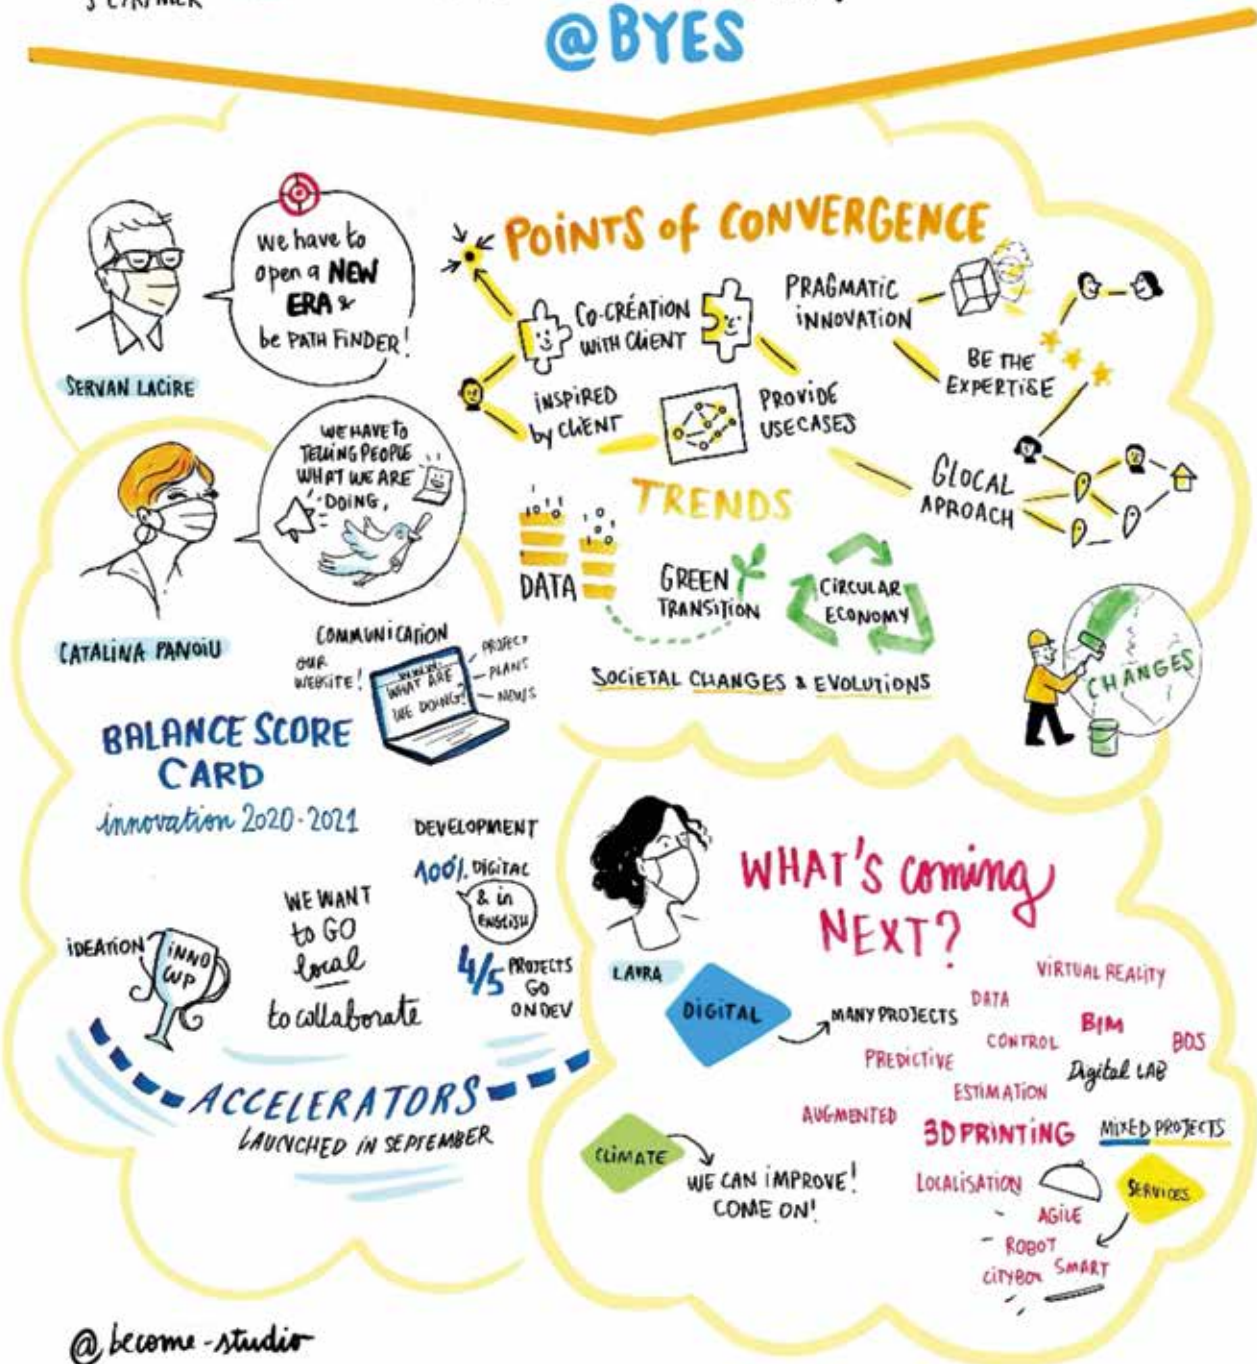 @BYES
we have to
open a NEW
ERA &
be PATH FINDER!
SERVAN LACIRE
POINTS of CONVERGENCE
CO-CRÉATION
WITH CLIENT
PRAGMATIC
INNOVATION
BE THE
EXPERTISE
INSPIRED
by CLIENT
PROVIDE
USECASES
GLOCAL
APROACH
WE HAVE TO
TELLING PEOPLE
WHAT WE ARE
DOING,
CATALINA PANOIU
TRENDS
DATA
GREEN
TRANSITION
CIRCULAR
ECONOMY
SOCIETAL CHANGES & EVOLUTIONS
CHANGES
COMMUNICATION
OUR
WEBSITE!
WHAT ARE
WE DOING?
PROJECT
PLANS
NEWS
BALANCE SCORE
CARD
innovation 2020-2021
DEVELOPMENT
100% DIGITAL
& in
ENGLISH
4/5 PROJECTS
GO
ON DEV
IDEATION
INNO
CUP
WE WANT
to GO
local
to collaborate
ACCELERATORS
LAUNCHED IN SEPTEMBER
LAURA
WHAT'S coming
NEXT?
DIGITAL
MANY PROJECTS
VIRTUAL REALITY
DATA
BIM
CONTROL
BOS
PREDICTIVE
Digital LAB
ESTIMATION
AUGMENTED
3D PRINTING
MIXED PROJECTS
CLIMATE
WE CAN IMPROVE!
COME ON!
LOCALISATION
SERVICES
AGILE
ROBOT
CITYBOX
SMART
@become-studio